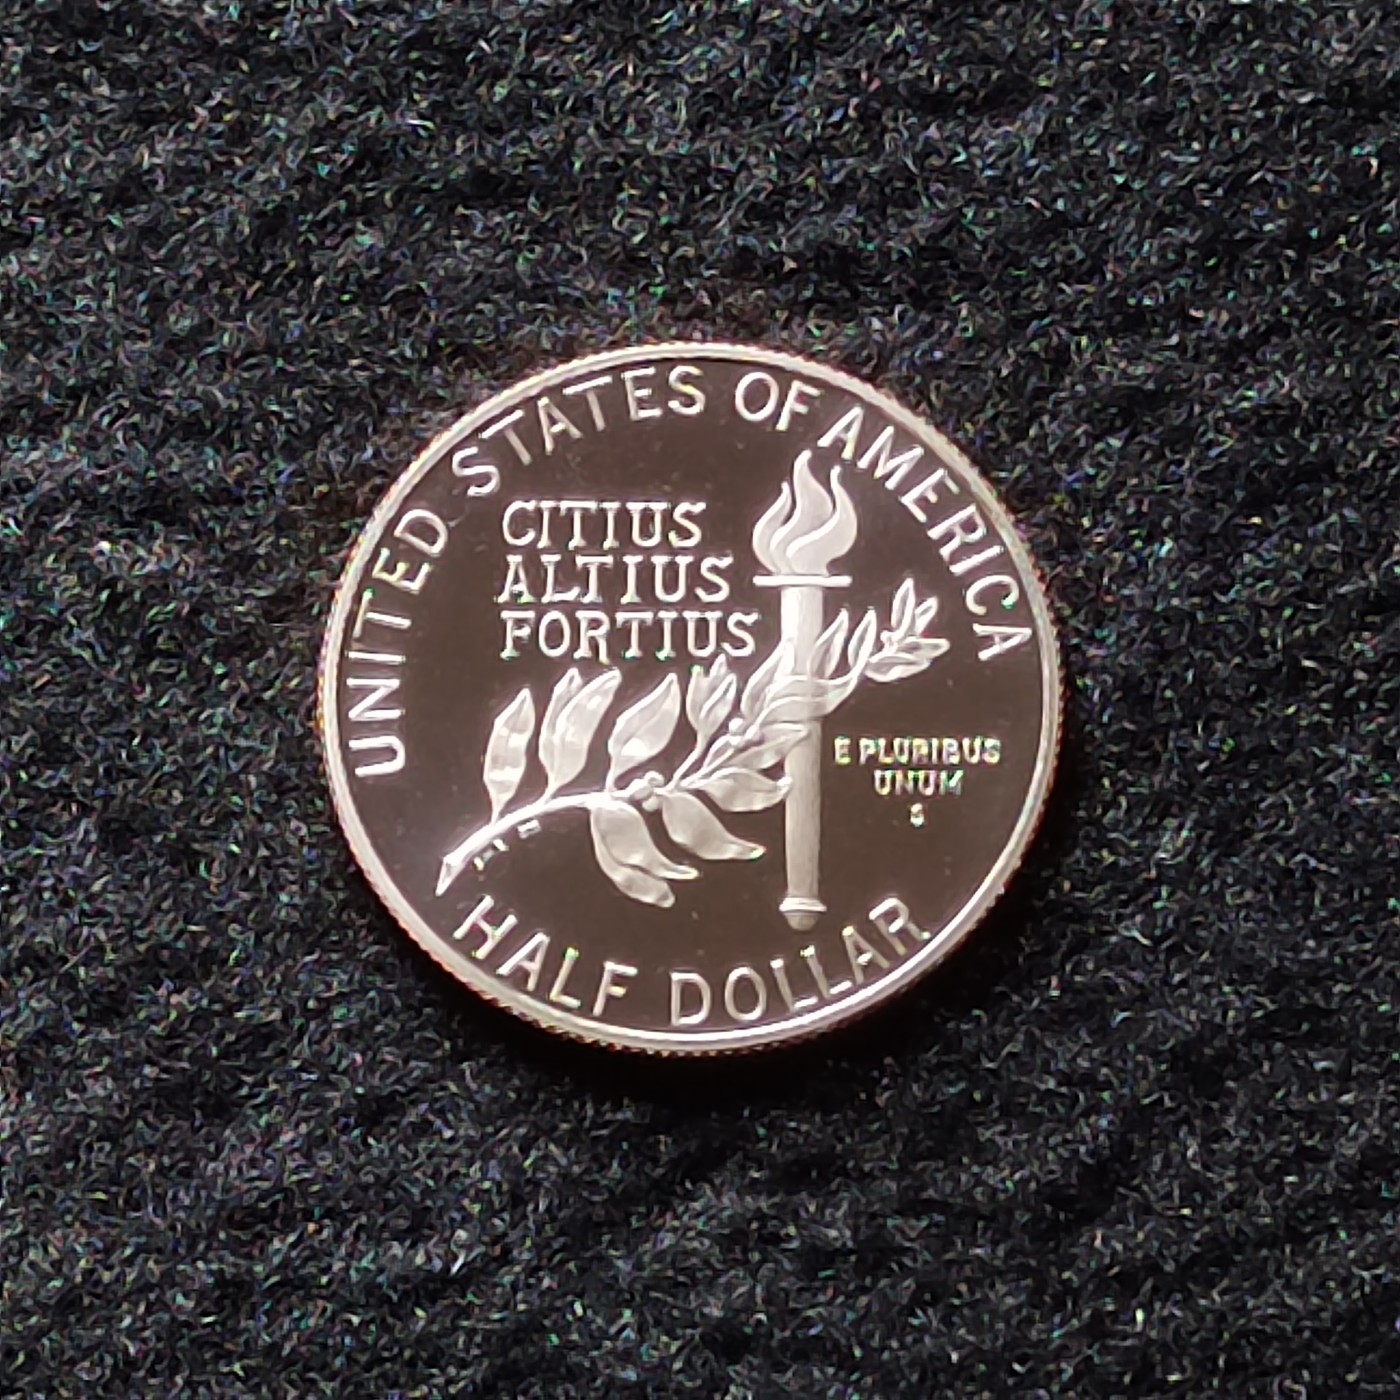 UNITED STATES OF AMERICA
CITIUS
ALTIUS
FORTIUS
E PLURIBUS
UNUM
S
HALF DOLLAR